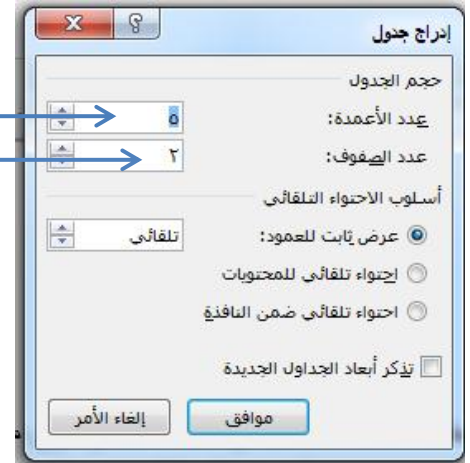 إدراج جدول
حجم الجدول
عدد الأعمدة: ٥
عدد الصفوف: ٢
أسلوب الاحتواء التلقائي
عرض ثابت للعمود: تلقائي
احتواء تلقائي للمحتويات
احتواء تلقائي ضمن النافذة
تذكر أبعاد الجداول الجديدة
موافق إلغاء الأمر